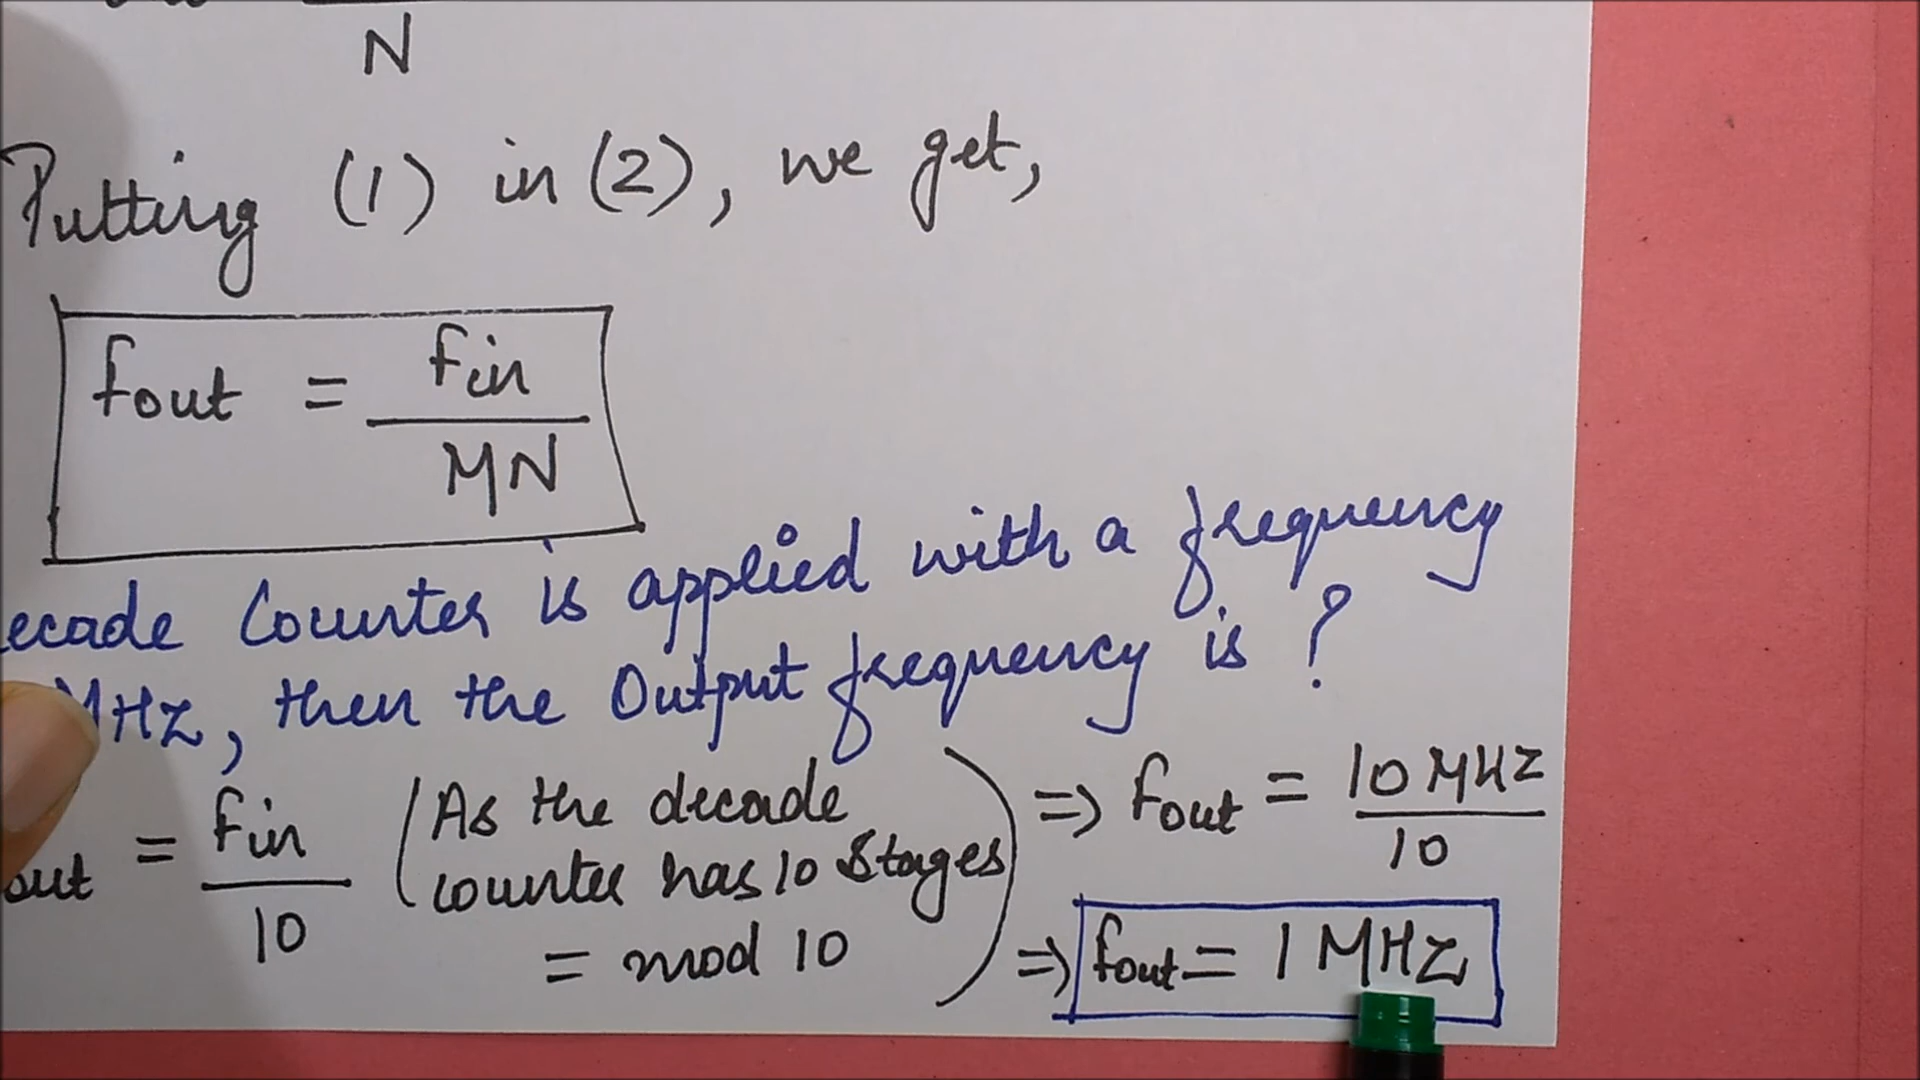 N
Putting (1) in (2), we get,
fout = fin
MN
ecade Counter is applied with a frequency
MHz, then the Output frequency is ?
out = fin
10
(As the decade
counter has 10 Stages
= mod 10)
=> fout = 10 MHz
10
=> fout = 1 MHz